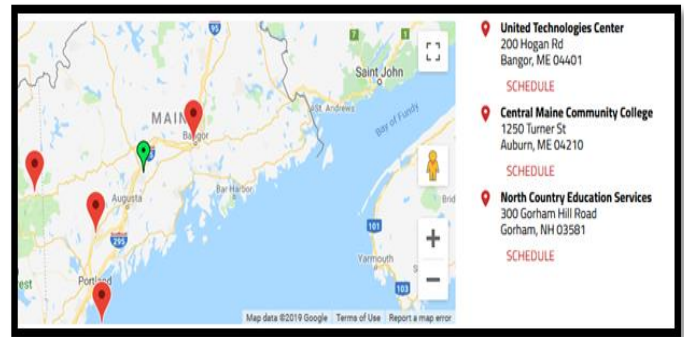 95
7
1
Saint John
St. Andrews
MAIN
Bangor
Bay of Fundy
Bar Harbor
Augusta
295
101
Yarmouth
Portland
103
Map data ©2019 Google
Terms of Use
Report a map error
United Technologies Center
200 Hogan Rd
Bangor, ME 04401
SCHEDULE
Central Maine Community College
1250 Turner St
Auburn, ME 04210
SCHEDULE
North Country Education Services
300 Gorham Hill Road
Gorham, NH 03581
SCHEDULE